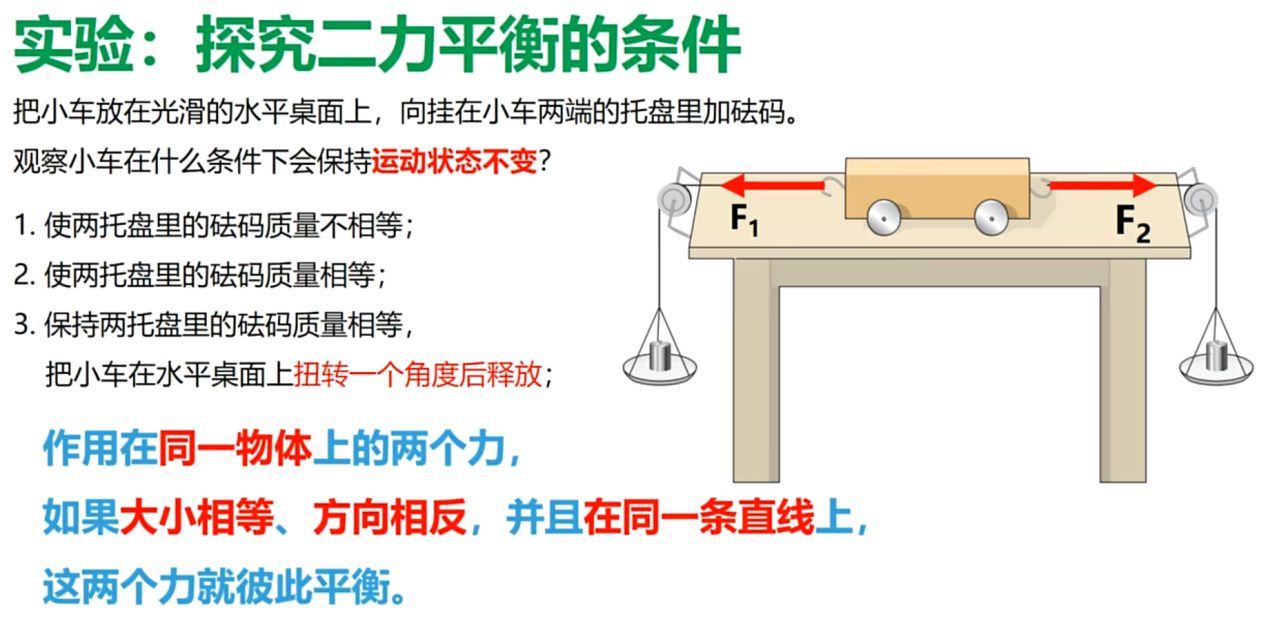 实验：探究二力平衡的条件
把小车放在光滑的水平桌面上，向挂在小车两端的托盘里加砝码。
观察小车在什么条件下会保持运动状态不变？
1. 使两托盘里的砝码质量不相等；
2. 使两托盘里的砝码质量相等；
3. 保持两托盘里的砝码质量相等，
把小车在水平桌面上扭转一个角度后释放；
作用在同一物体上的两个力，
如果大小相等、方向相反，并且在同一条直线上，
这两个力就彼此平衡。
F₁
F₂